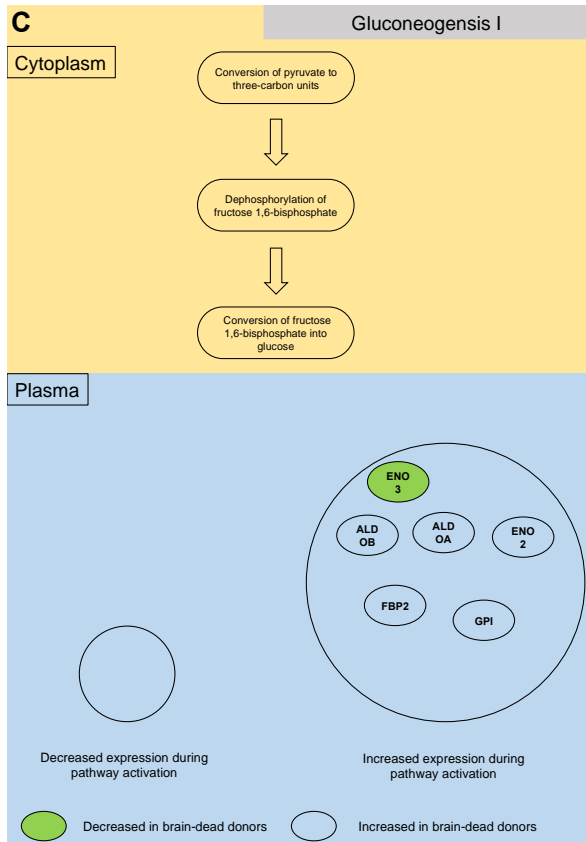 C
Gluconeogensis I
Cytoplasm
Conversion of pyruvate to
three-carbon units
Dephosphorylation of
fructose 1,6-bisphosphate
Conversion of fructose
1,6-bisphosphate into
glucose
Plasma
ENO
3
ALD
OB
ALD
OA
ENO
2
FBP2
GPI
Decreased expression during
pathway activation
Increased expression during
pathway activation
Decreased in brain-dead donors
Increased in brain-dead donors